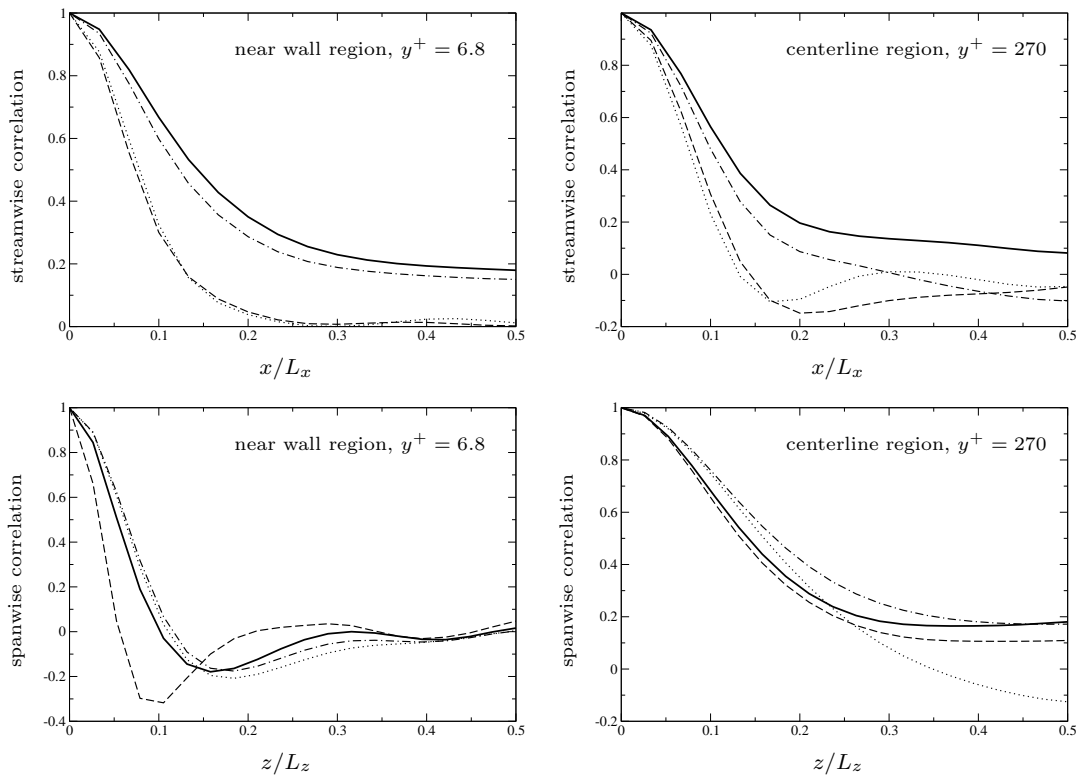 near wall region, y⁺ = 6.8
streamwise correlation
1
0.8
0.6
0.4
0.2
0
0 0.1 0.2 0.3 0.4 0.5
x/Lₓ
centerline region, y⁺ = 270
streamwise correlation
0.8
0.6
0.4
0.2
0
-0.2
0 0.1 0.2 0.3 0.4 0.5
x/Lₓ
near wall region, y⁺ = 6.8
spanwise correlation
1
0.8
0.6
0.4
0.2
0
-0.2
-0.4
0 0.1 0.2 0.3 0.4 0.5
z/L_z
centerline region, y⁺ = 270
spanwise correlation
1
0.8
0.6
0.4
0.2
0
-0.2
0 0.1 0.2 0.3 0.4 0.5
z/L_z